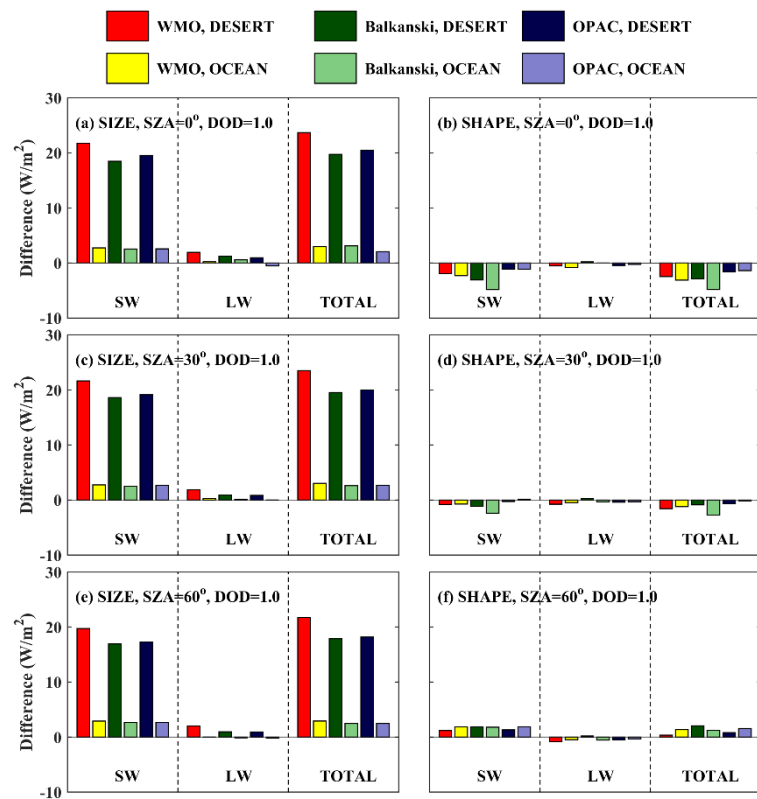 WMO, DESERT Balkanski, DESERT OPAC, DESERT
WMO, OCEAN Balkanski, OCEAN OPAC, OCEAN
30
(a) SIZE, SZA=0°, DOD=1.0
(b) SHAPE, SZA=0°, DOD=1.0
20
10
0
-10
Difference (W/m²)
SW LW TOTAL
SW LW TOTAL
30
(c) SIZE, SZA=30°, DOD=1.0
(d) SHAPE, SZA=30°, DOD=1.0
20
10
0
-10
Difference (W/m²)
SW LW TOTAL
SW LW TOTAL
30
(e) SIZE, SZA=60°, DOD=1.0
(f) SHAPE, SZA=60°, DOD=1.0
20
10
0
-10
Difference (W/m²)
SW LW TOTAL
SW LW TOTAL